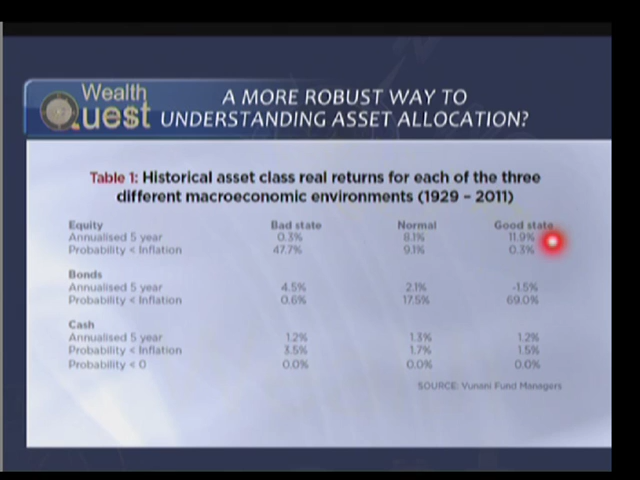 Wealth Quest
A MORE ROBUST WAY TO
UNDERSTANDING ASSET ALLOCATION?
Table 1: Historical asset class real returns for each of the three
different macroeconomic environments (1929 - 2011)
Equity Bad state Normal Good state
Annualised 5 year 0.3% 8.1% 11.9%
Probability < Inflation 47.7% 9.1% 0.3%
Bonds
Annualised 5 year 4.5% 2.1% -1.5%
Probability < Inflation 0.6% 17.5% 69.0%
Cash
Annualised 5 year 1.2% 1.3% 1.2%
Probability < Inflation 3.5% 1.7% 1.5%
Probability < 0 0.0% 0.0% 0.0%
SOURCE: Vunani Fund Managers